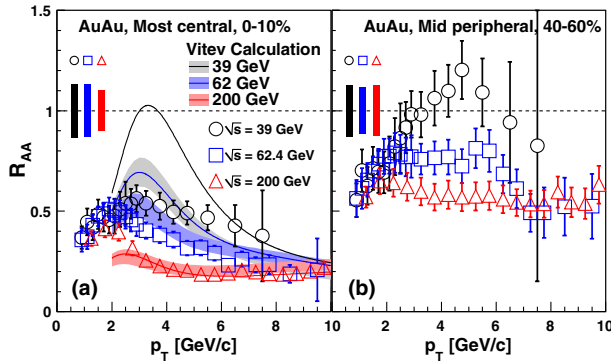 AuAu, Most central, 0-10%
Vitev Calculation
39 GeV
62 GeV
200 GeV
√s = 39 GeV
√s = 62.4 GeV
√s = 200 GeV
(a)
R_AA
1.5
1
0.5
0
0 2 4 6 8 10
p_T [GeV/c]
AuAu, Mid peripheral, 40-60%
(b)
0 2 4 6 8 10
p_T [GeV/c]